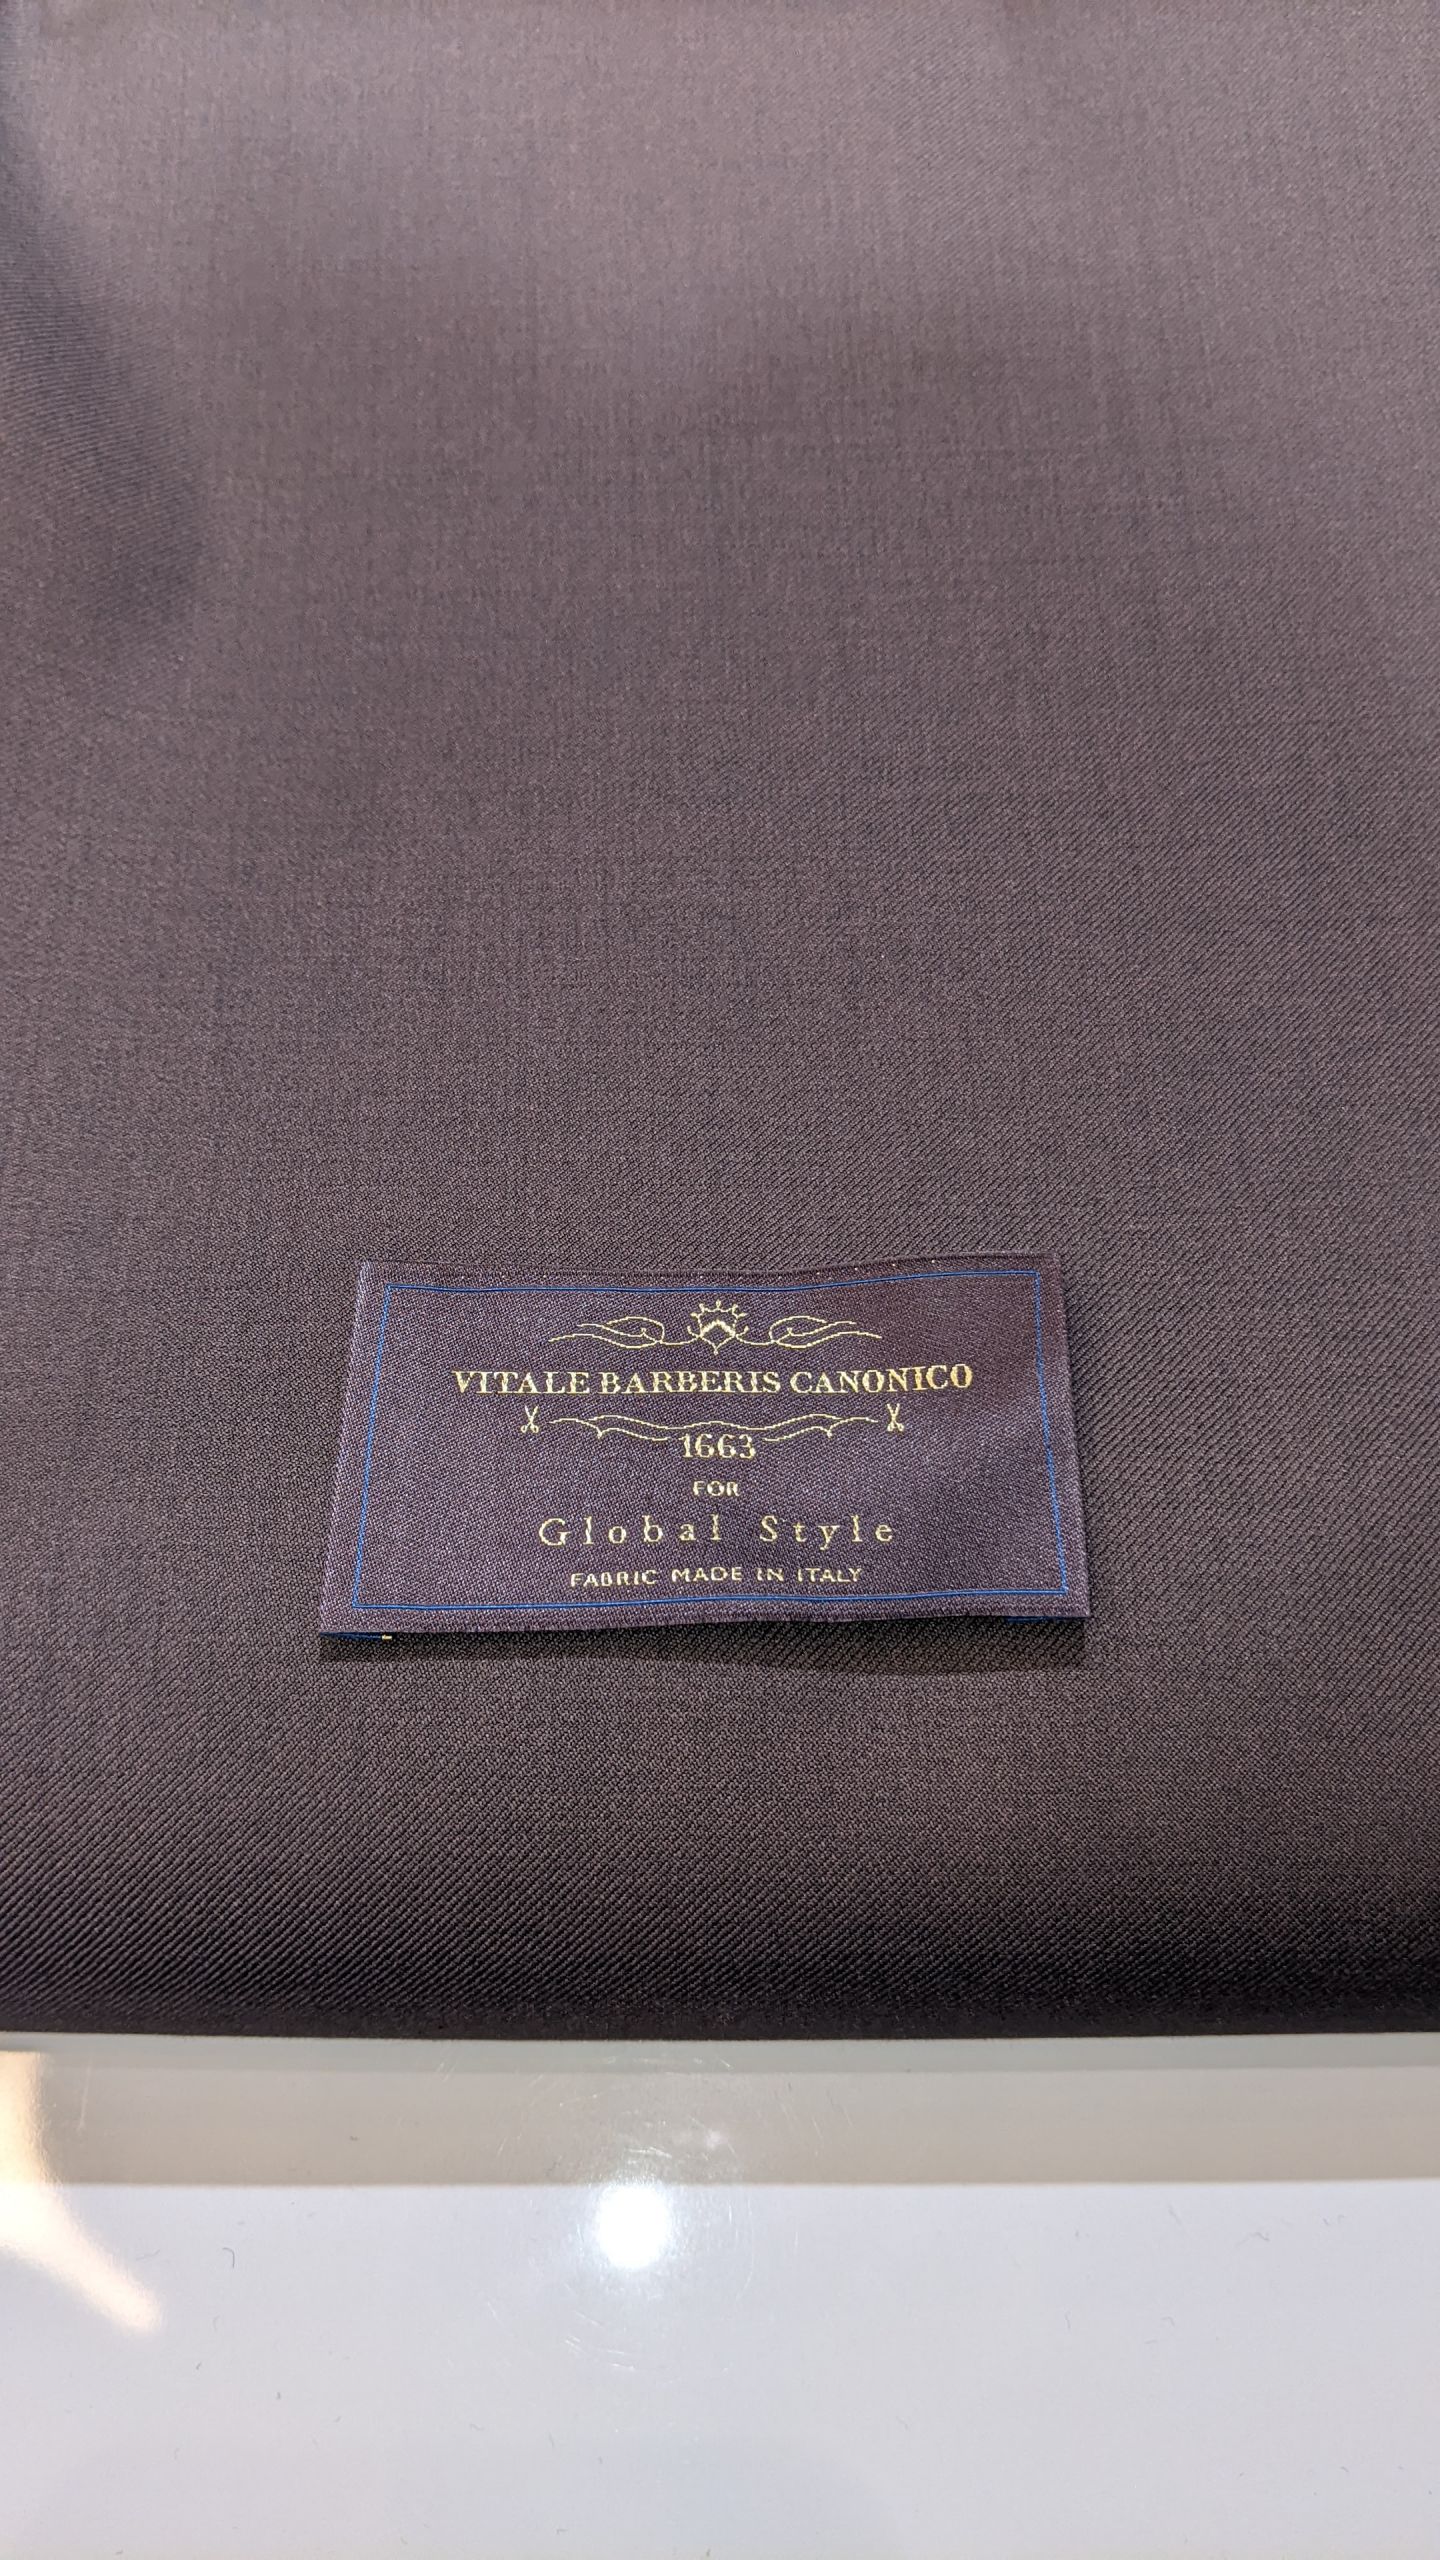 VITALE BARBERIS CANONICO
1663
FOR
Global Style
FABRIC MADE IN ITALY